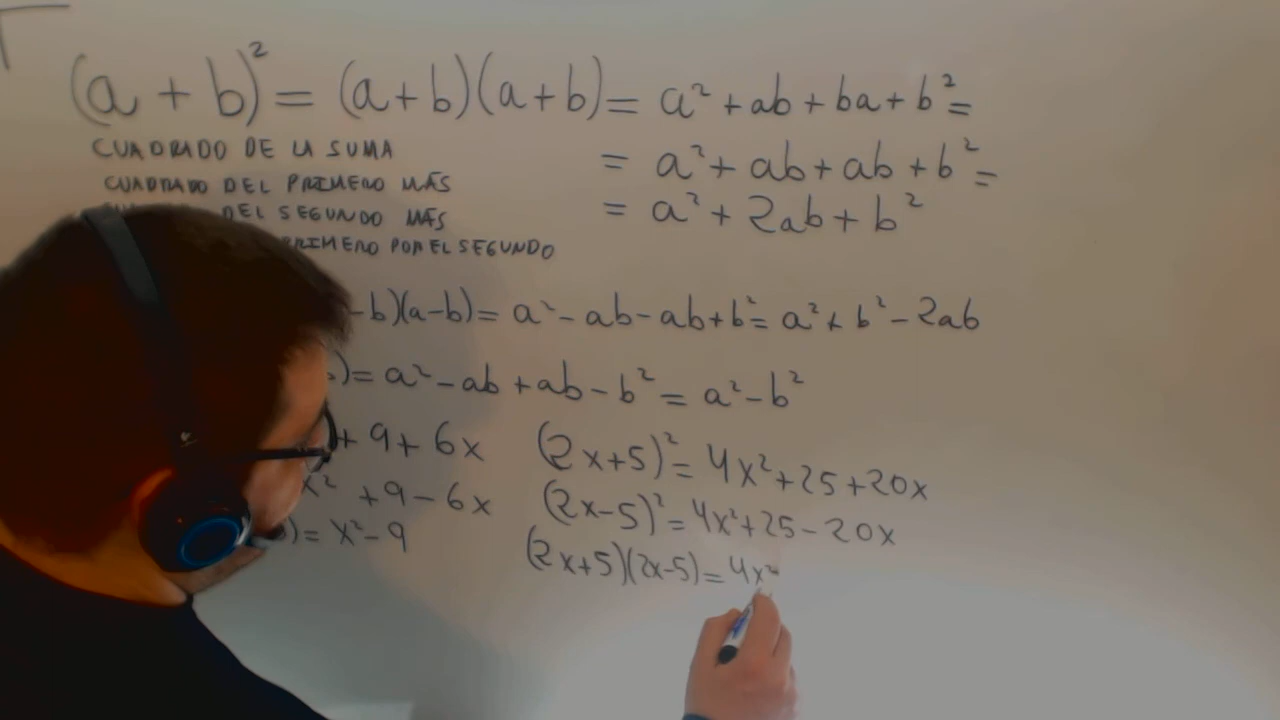 (a + b)² = (a+b)(a+b) = a² + ab + ba + b² =
CUADRADO DE LA SUMA
= a² + ab + ab + b² =
CUADRADO DEL PRIMERO MÁS
DEL SEGUNDO MÁS
= a² + 2ab + b²
PRIMERO POR EL SEGUNDO
-b)(a-b) = a² - ab - ab + b² = a² + b² - 2ab
) = a² - ab + ab - b² = a² - b²
+ 9 + 6x (2x+5)² = 4x² + 25 + 20x
x² + 9 - 6x (2x-5)² = 4x² + 25 - 20x
) = x² - 9 (2x+5)(2x-5) = 4x²